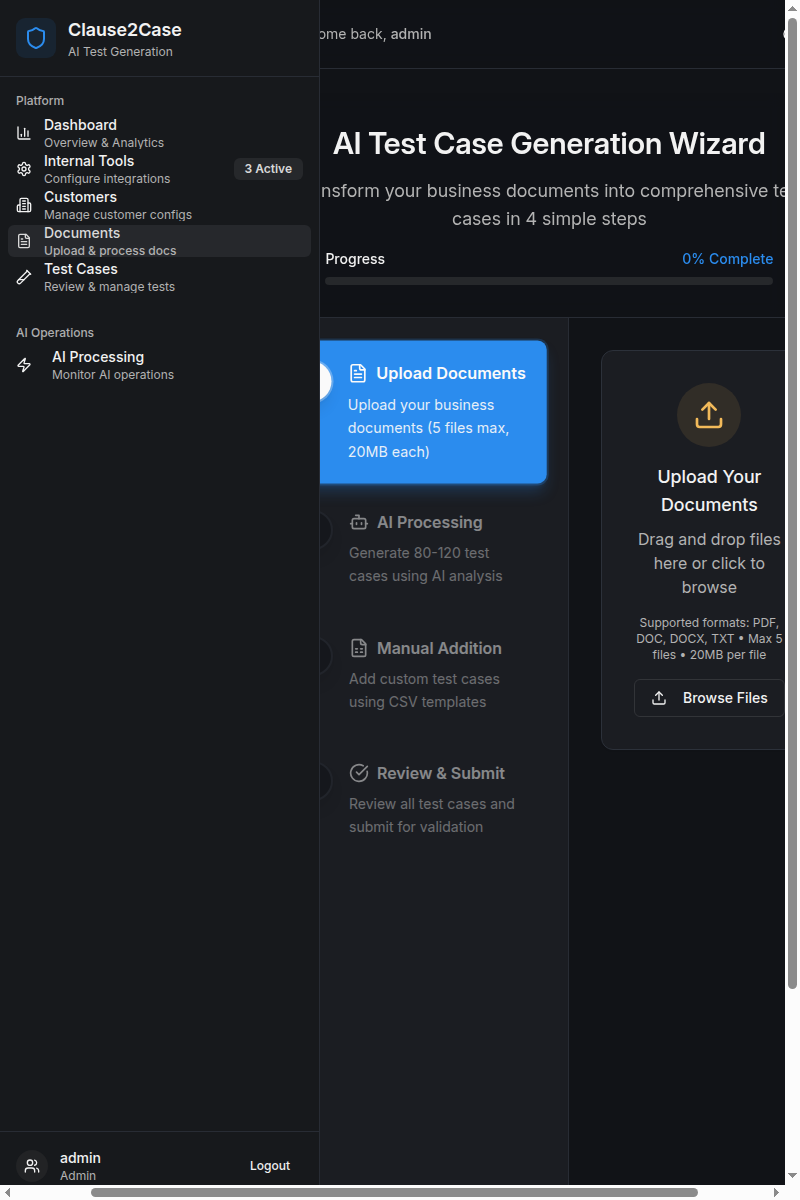 Clause2Case
AI Test Generation
Platform
Dashboard
Overview & Analytics
Internal Tools
Configure integrations
3 Active
Customers
Manage customer configs
Documents
Upload & process docs
Test Cases
Review & manage tests
AI Operations
AI Processing
Monitor AI operations
admin
Admin
Logout
ome back, admin
AI Test Case Generation Wizard
nsform your business documents into comprehensive te
cases in 4 simple steps
Progress
0% Complete
Upload Documents
Upload your business
documents (5 files max,
20MB each)
AI Processing
Generate 80-120 test
cases using AI analysis
Manual Addition
Add custom test cases
using CSV templates
Review & Submit
Review all test cases and
submit for validation
Upload Your
Documents
Drag and drop files
here or click to
browse
Supported formats: PDF,
DOC, DOCX, TXT • Max 5
files • 20MB per file
Browse Files